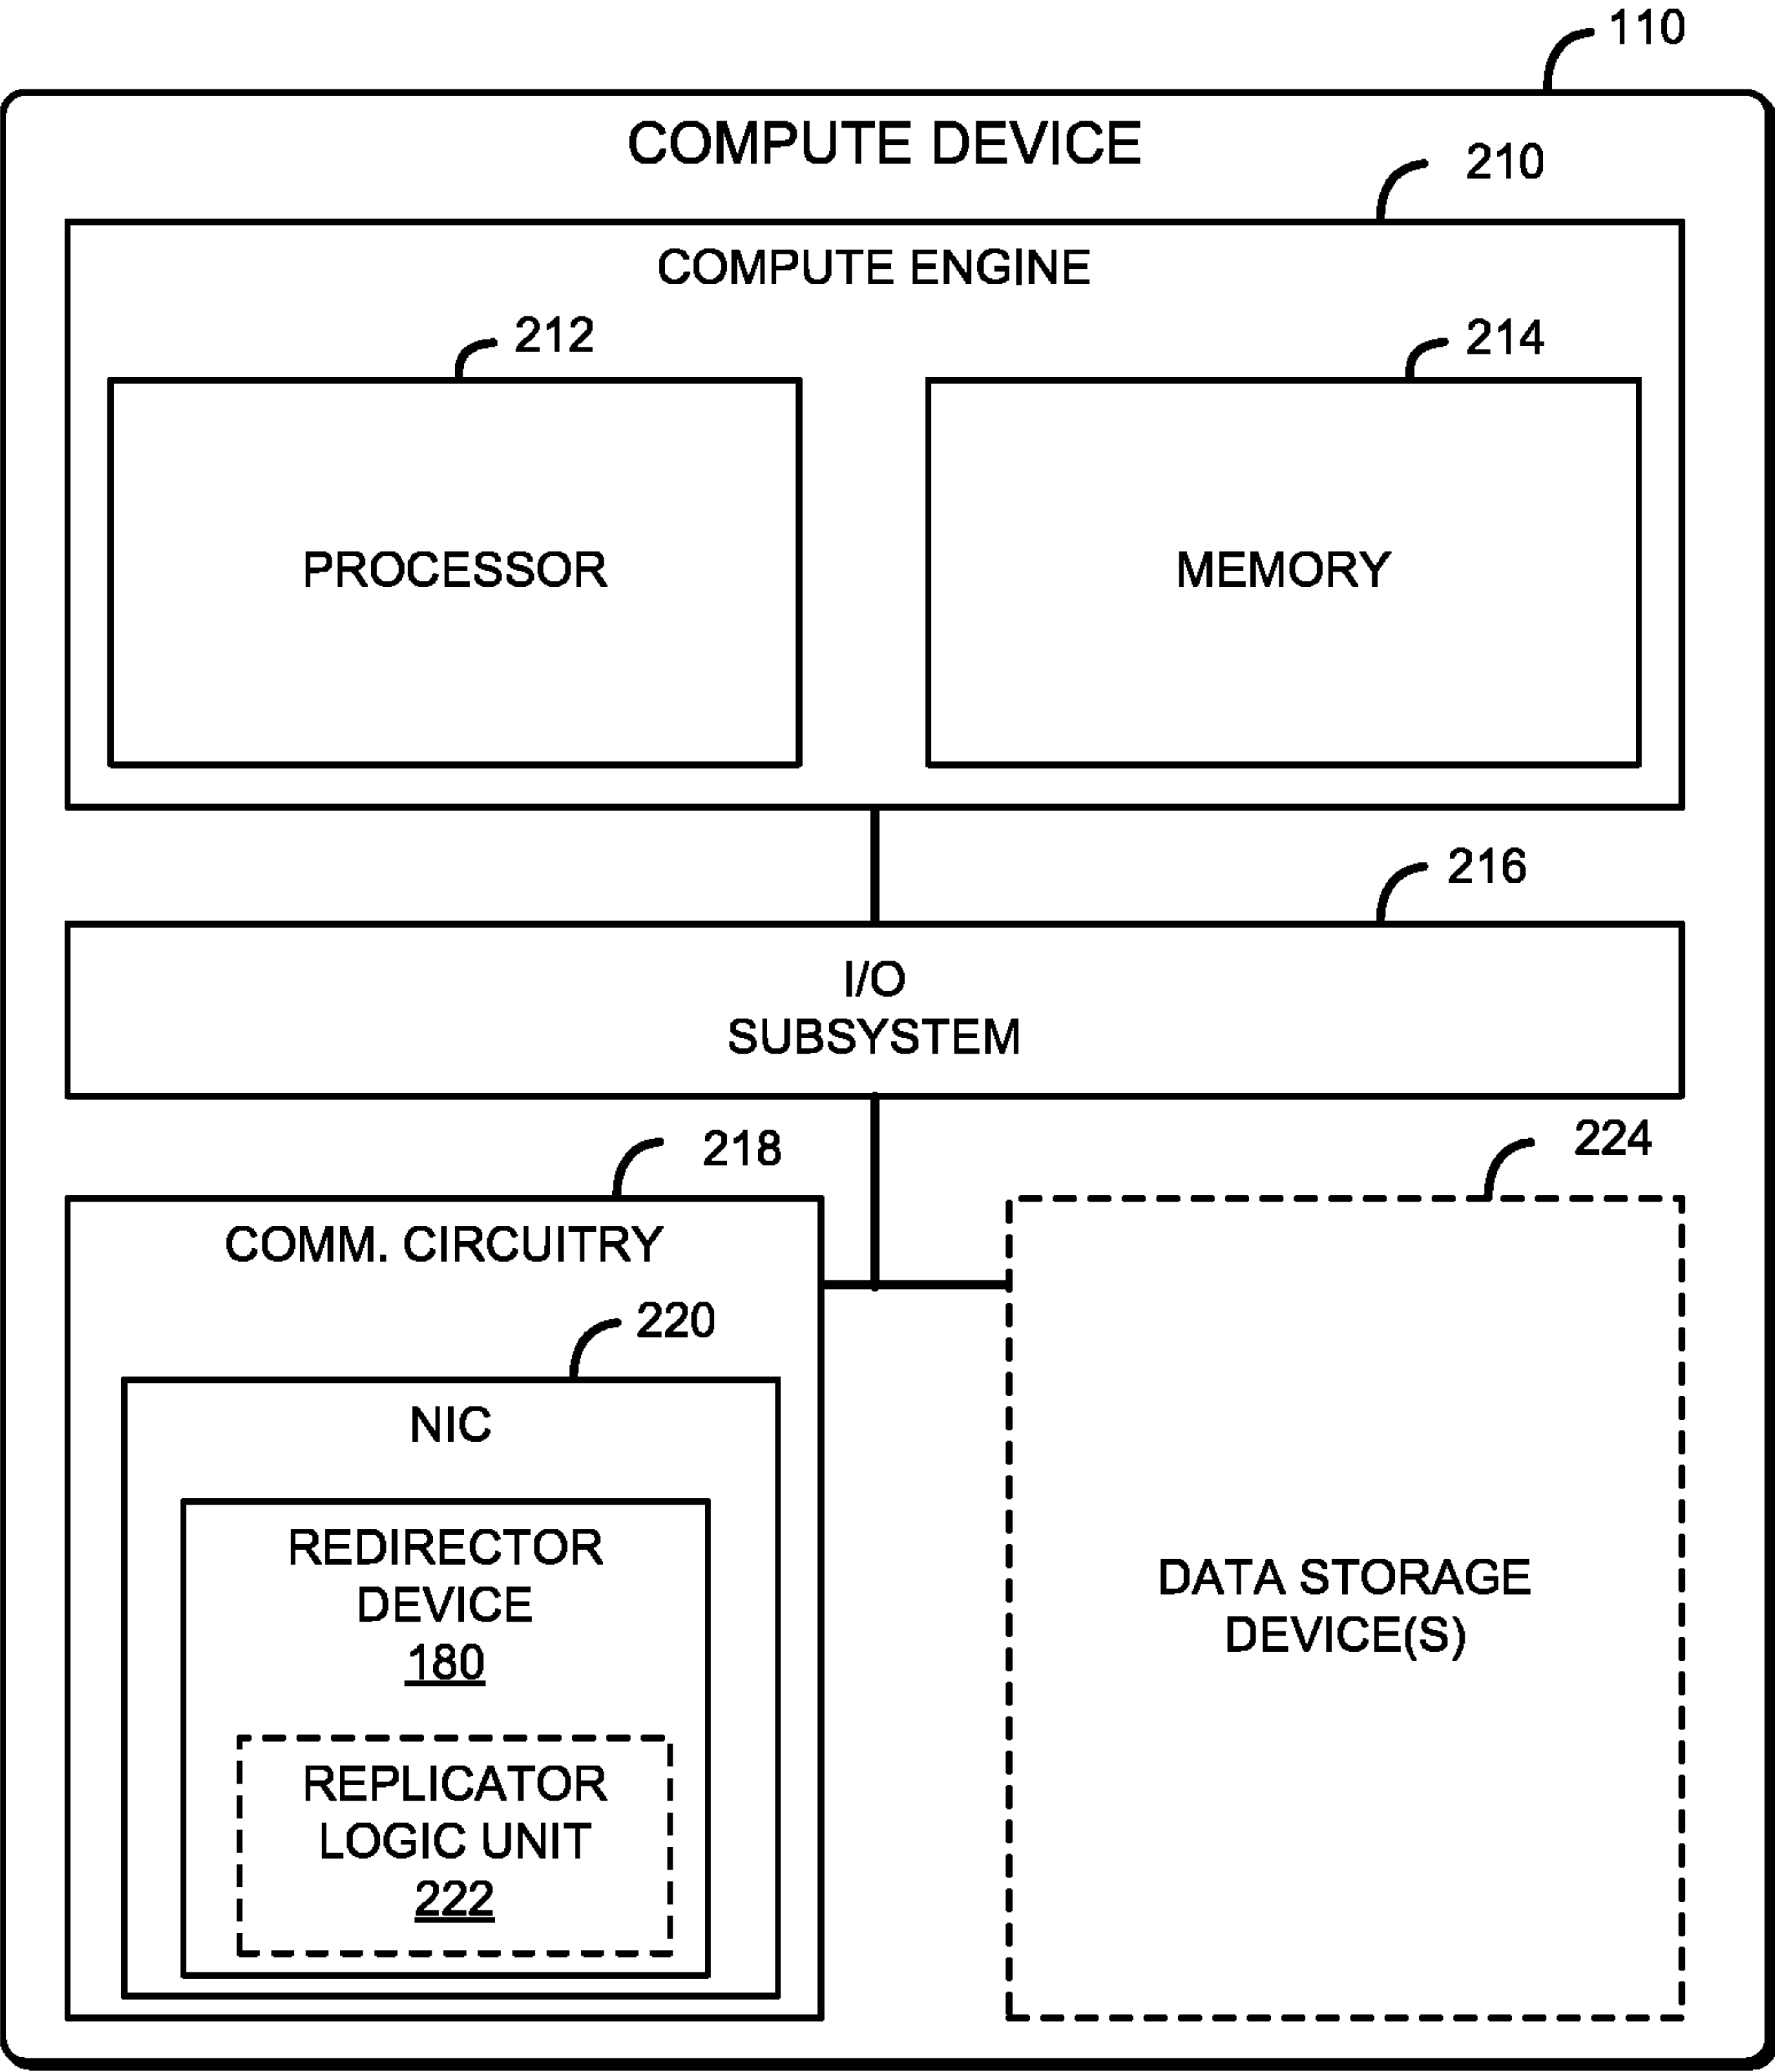 110
COMPUTE DEVICE
210
COMPUTE ENGINE
212
214
PROCESSOR
MEMORY
216
I/O
SUBSYSTEM
218
224
COMM. CIRCUITRY
220
NIC
REDIRECTOR
DEVICE
180
REPLICATOR
LOGIC UNIT
222
DATA STORAGE
DEVICE(S)